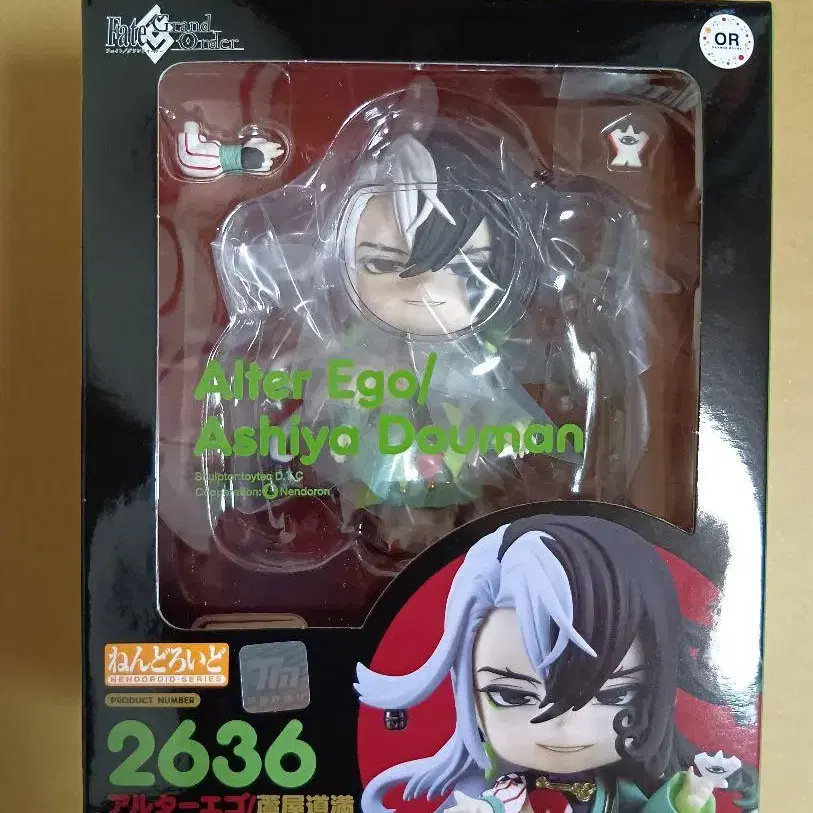 Fate/Grand Order
OR
Alter Ego/
Ashiya Douman
Sculptor:toytec D.T.C
Cooperation: Nendoron
ねんどろいど
NENDOROID·SERIES
TM
PRODUCT NUMBER
2636
アルターエゴ/蘆屋道満